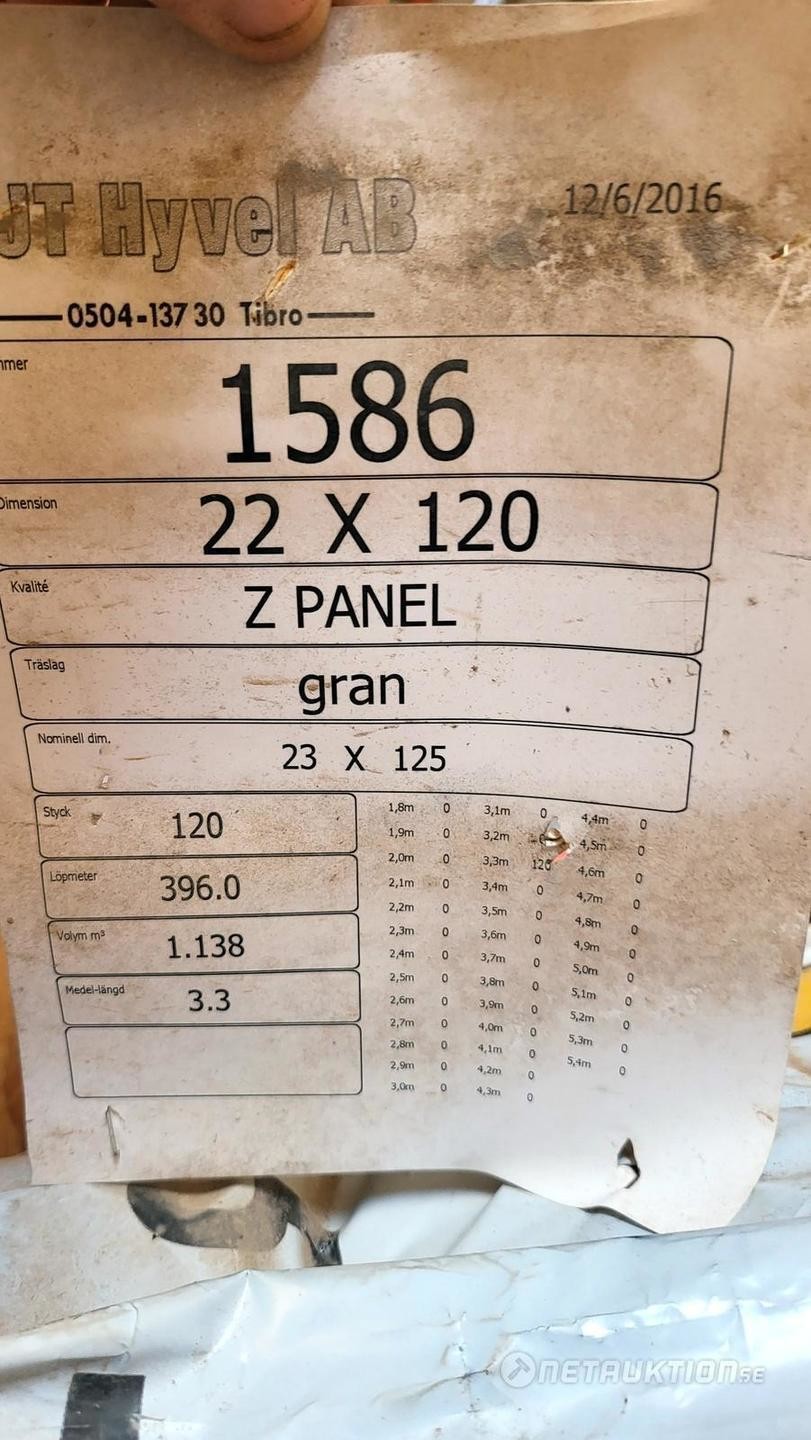 JT Hyvel AB 12/6/2016
0504-137 30 Tibro
mmer
1586
Dimension
22 X 120
Kvalité
Z PANEL
Träslag
gran
Nominell dim.
23 X 125
Styck
120
Löpmeter
396.0
Volym m³
1.138
Medel-längd
3.3
1,8m 0
1,9m 0
2,0m 0
2,1m 0
2,2m 0
2,3m 0
2,4m 0
2,5m 0
2,6m 0
2,7m 0
2,8m 0
2,9m 0
3,0m 0
3,1m 0
3,2m
3,3m 120
3,4m 0
3,5m 0
3,6m 0
3,7m 0
3,8m 0
3,9m 0
4,0m 0
4,1m 0
4,2m 0
4,3m 0
4,4m 0
4,5m 0
4,6m 0
4,7m 0
4,8m 0
4,9m 0
5,0m 0
5,1m 0
5,2m 0
5,3m 0
5,4m 0
NETAUKTION.SE